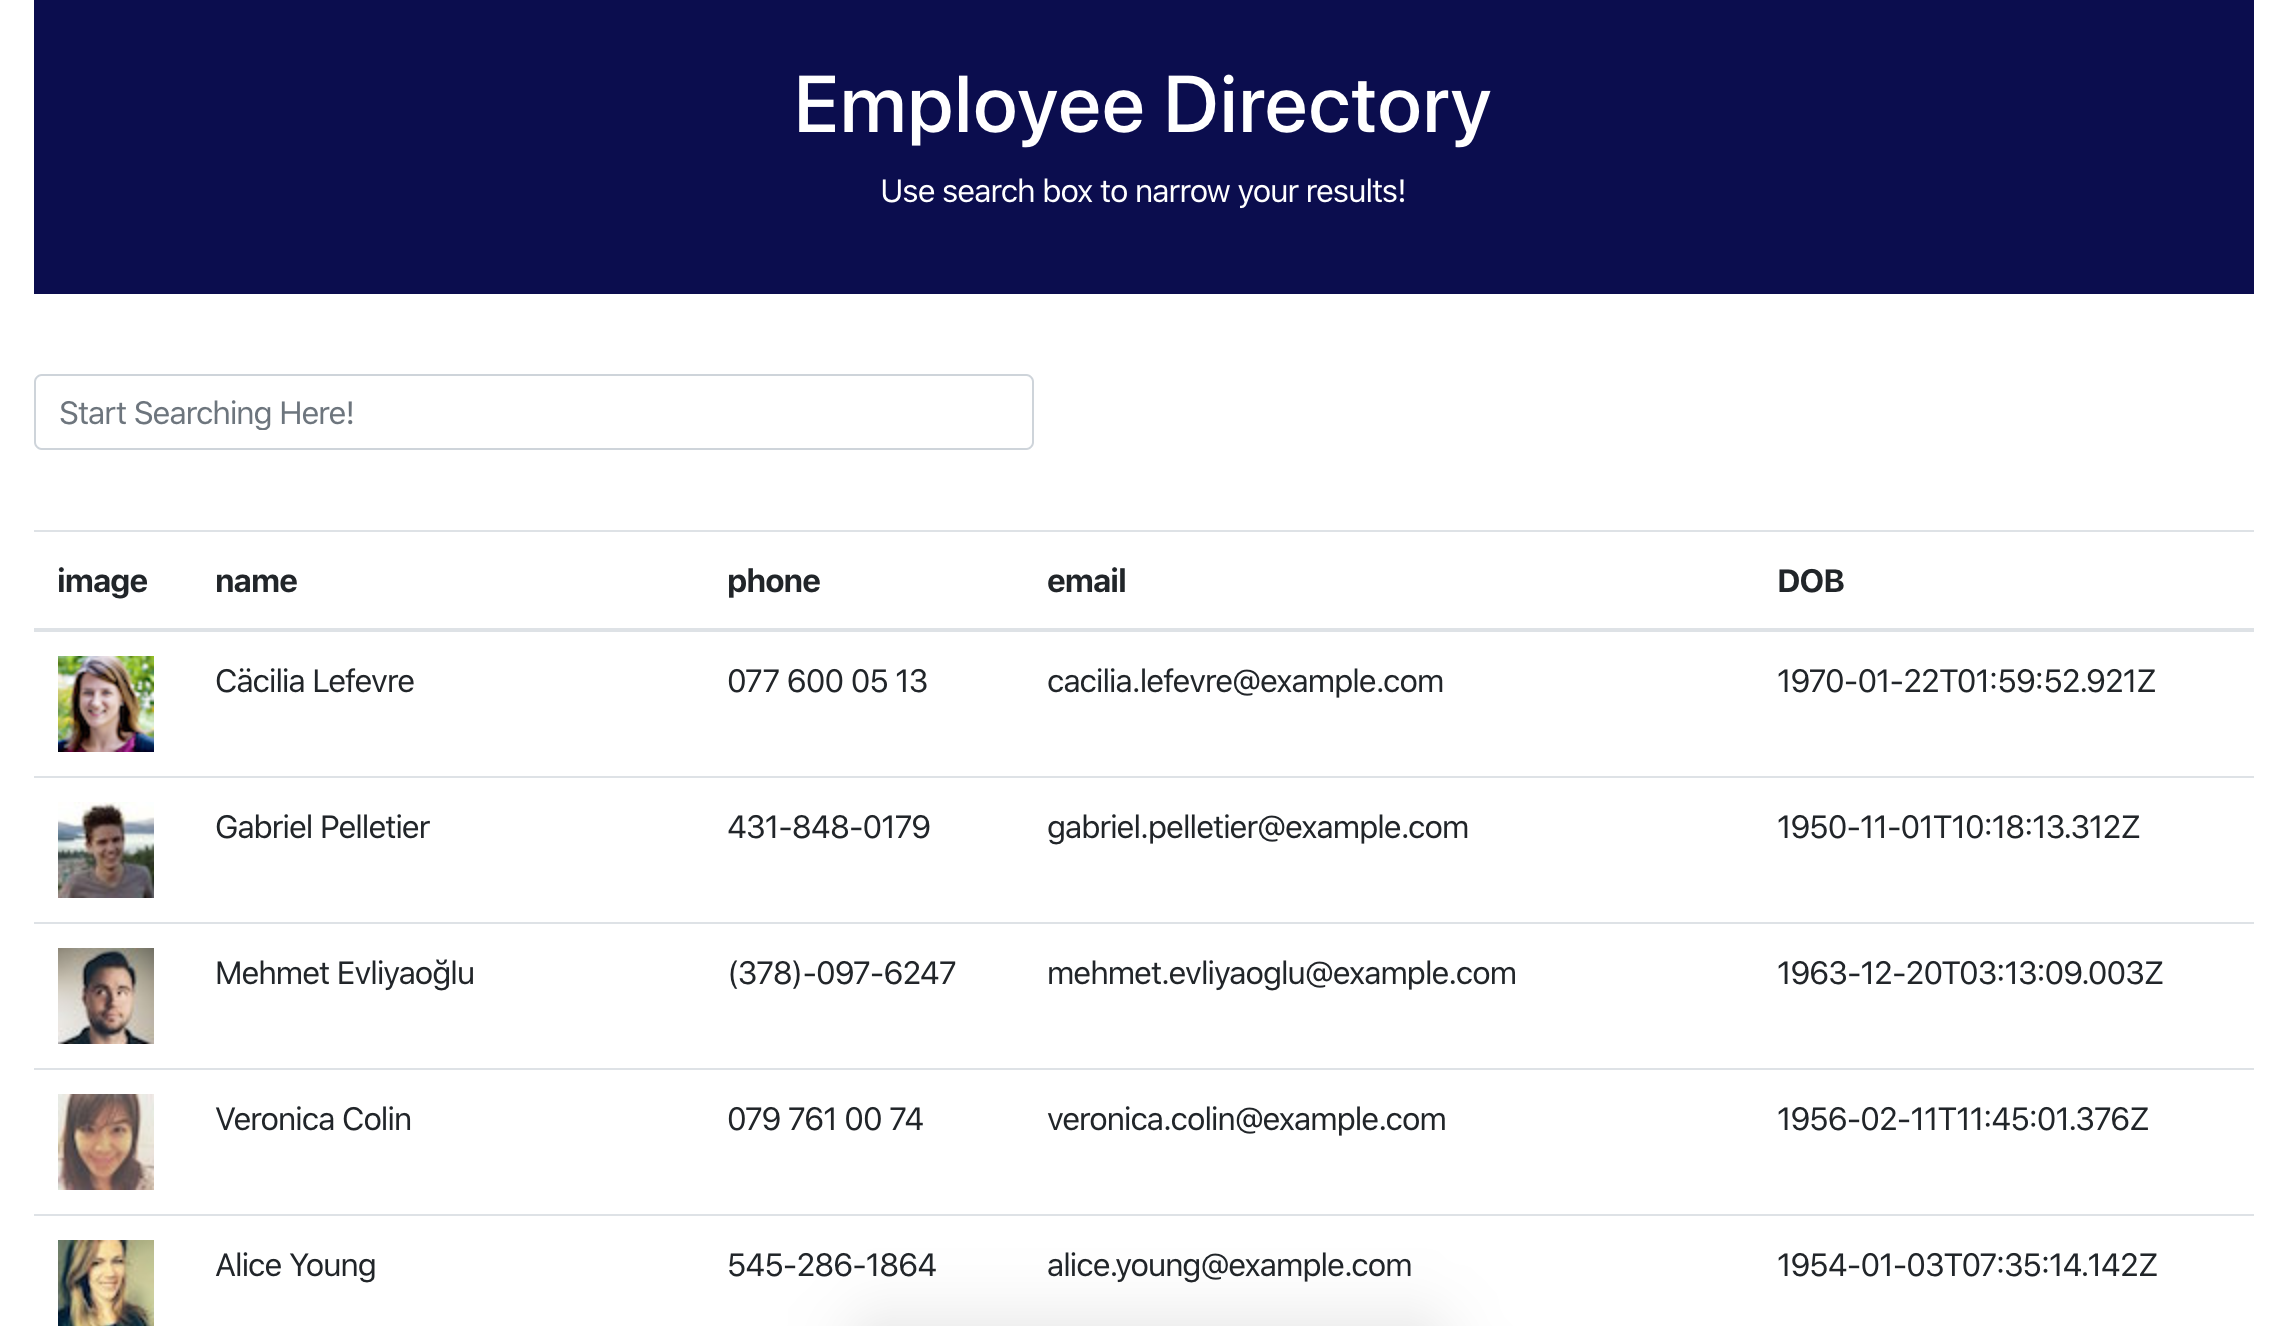 Employee Directory
Use search box to narrow your results!
Start Searching Here!
image name phone email DOB
Cäcilia Lefevre 077 600 05 13 cacilia.lefevre@example.com 1970-01-22T01:59:52.921Z
Gabriel Pelletier 431-848-0179 gabriel.pelletier@example.com 1950-11-01T10:18:13.312Z
Mehmet Evliyaoğlu (378)-097-6247 mehmet.evliyaoglu@example.com 1963-12-20T03:13:09.003Z
Veronica Colin 079 761 00 74 veronica.colin@example.com 1956-02-11T11:45:01.376Z
Alice Young 545-286-1864 alice.young@example.com 1954-01-03T07:35:14.142Z